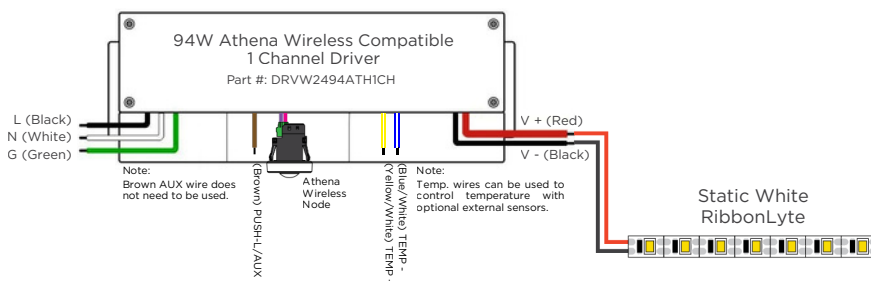 94W Athena Wireless Compatible
1 Channel Driver
Part #: DRVW2494ATH1CH
L (Black)
N (White)
G (Green)
Note:
Brown AUX wire does
not need to be used.
(Brown) PUSH-L/AUX
Athena
Wireless
Node
(Yellow/White) TEMP -
(Blue/White) TEMP -
Note:
Temp. wires can be used to
control temperature with
optional external sensors.
V + (Red)
V - (Black)
Static White
RibbonLyte